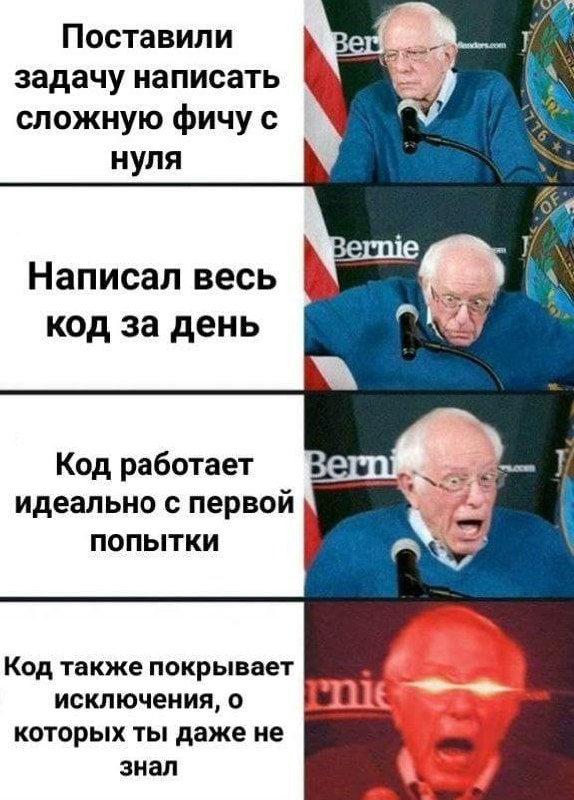 Поставили
задачу написать
сложную фичу с
нуля
Написал весь
код за день
Bernie
Код работает
идеально с первой
попытки
Berni
Код также покрывает
исключения, о
которых ты даже не
знал